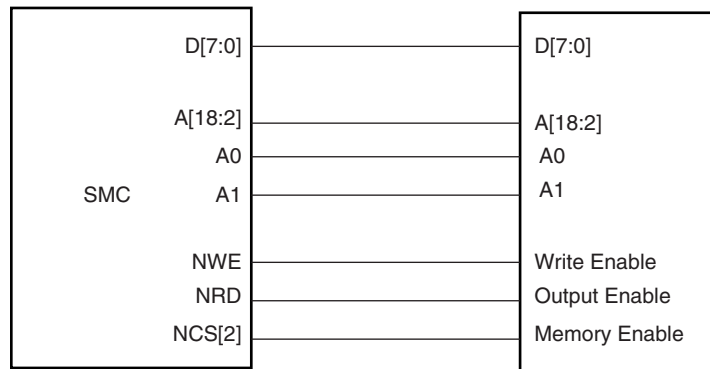 D[7:0] D[7:0]
A[18:2] A[18:2]
A0 A0
SMC A1 A1
NWE Write Enable
NRD Output Enable
NCS[2] Memory Enable